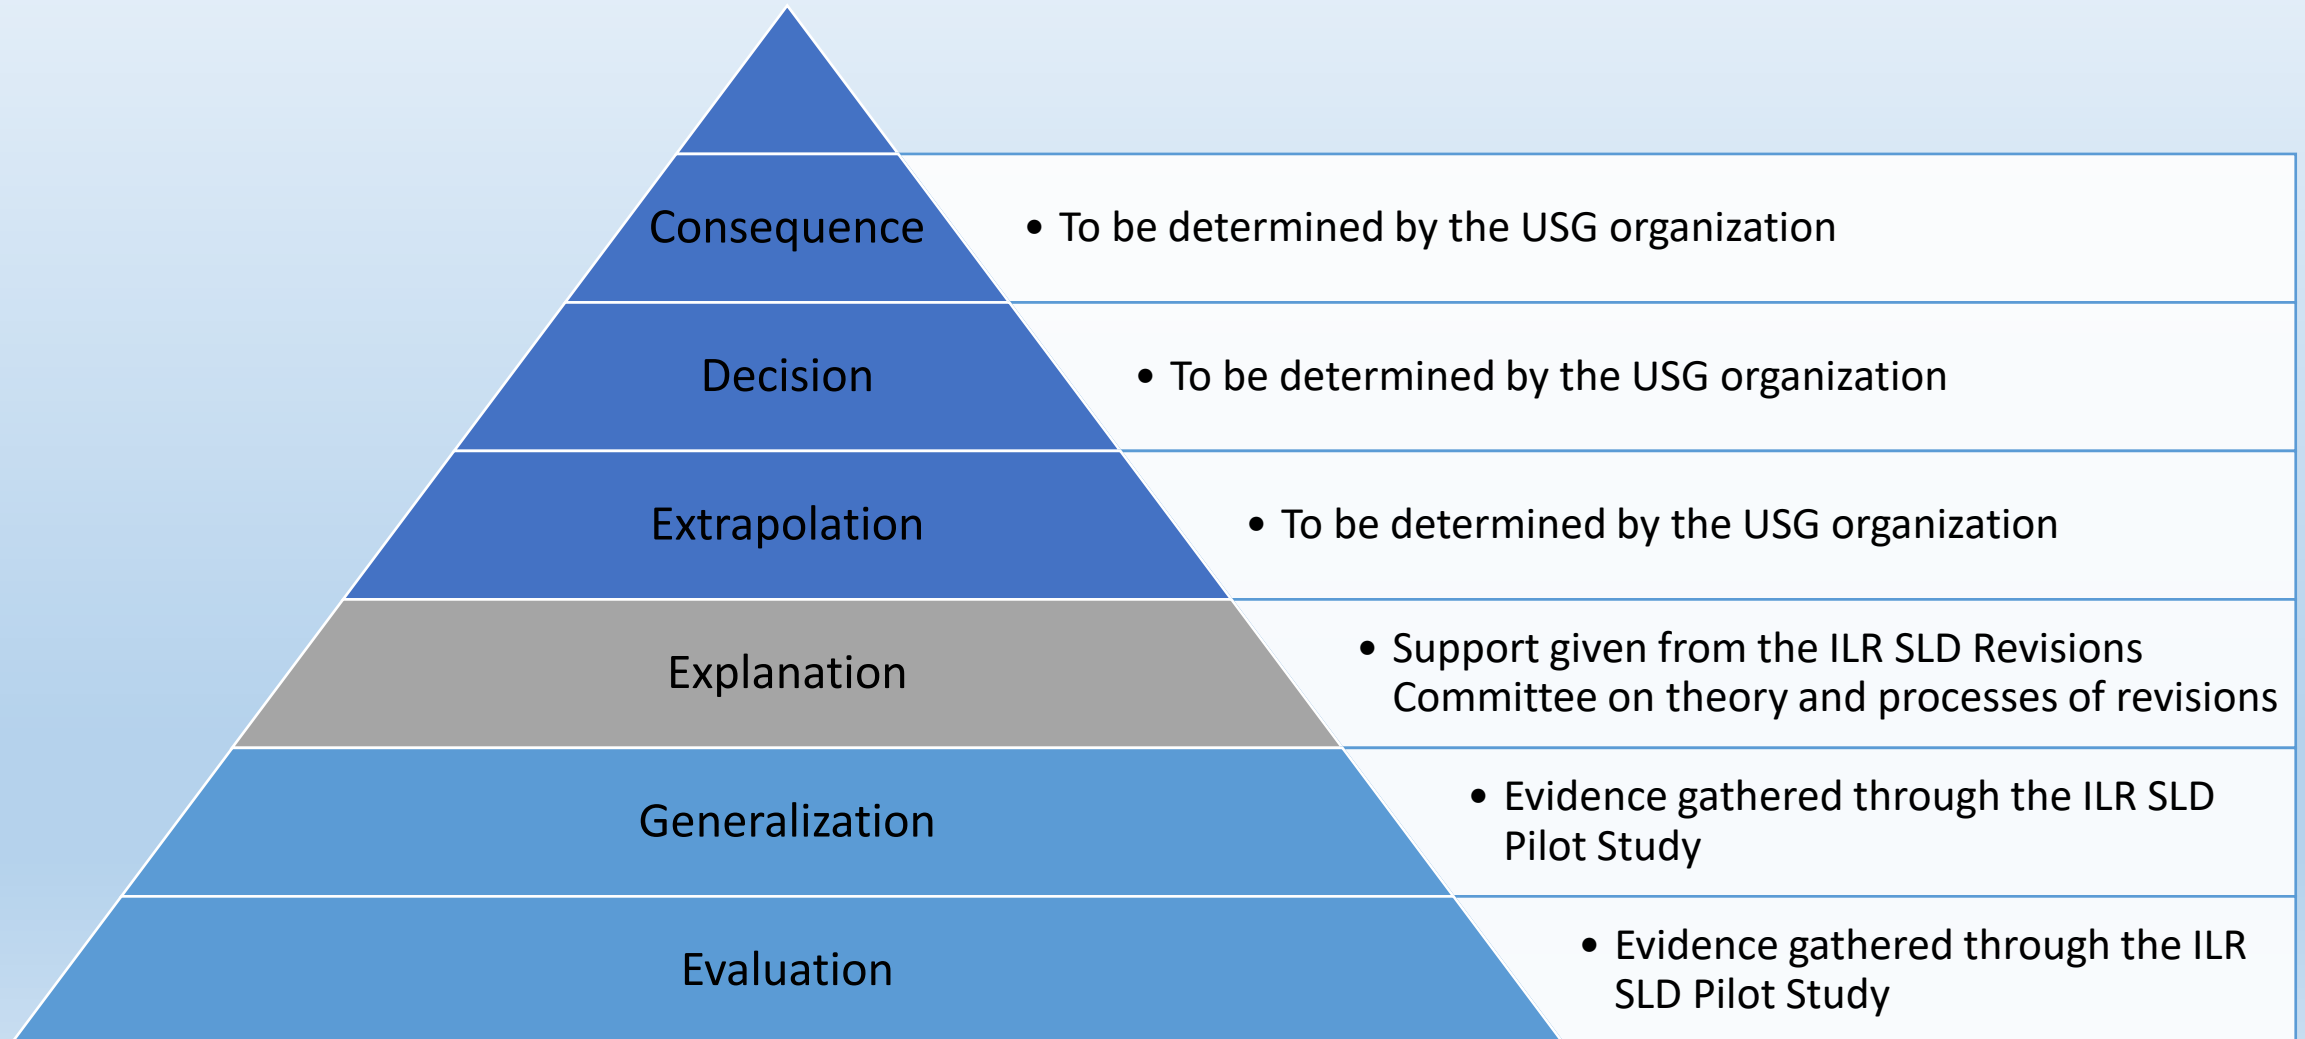 Consequence
• To be determined by the USG organization
Decision
• To be determined by the USG organization
Extrapolation
• To be determined by the USG organization
Explanation
• Support given from the ILR SLD Revisions
Committee on theory and processes of revisions
Generalization
• Evidence gathered through the ILR SLD
Pilot Study
Evaluation
• Evidence gathered through the ILR
SLD Pilot Study